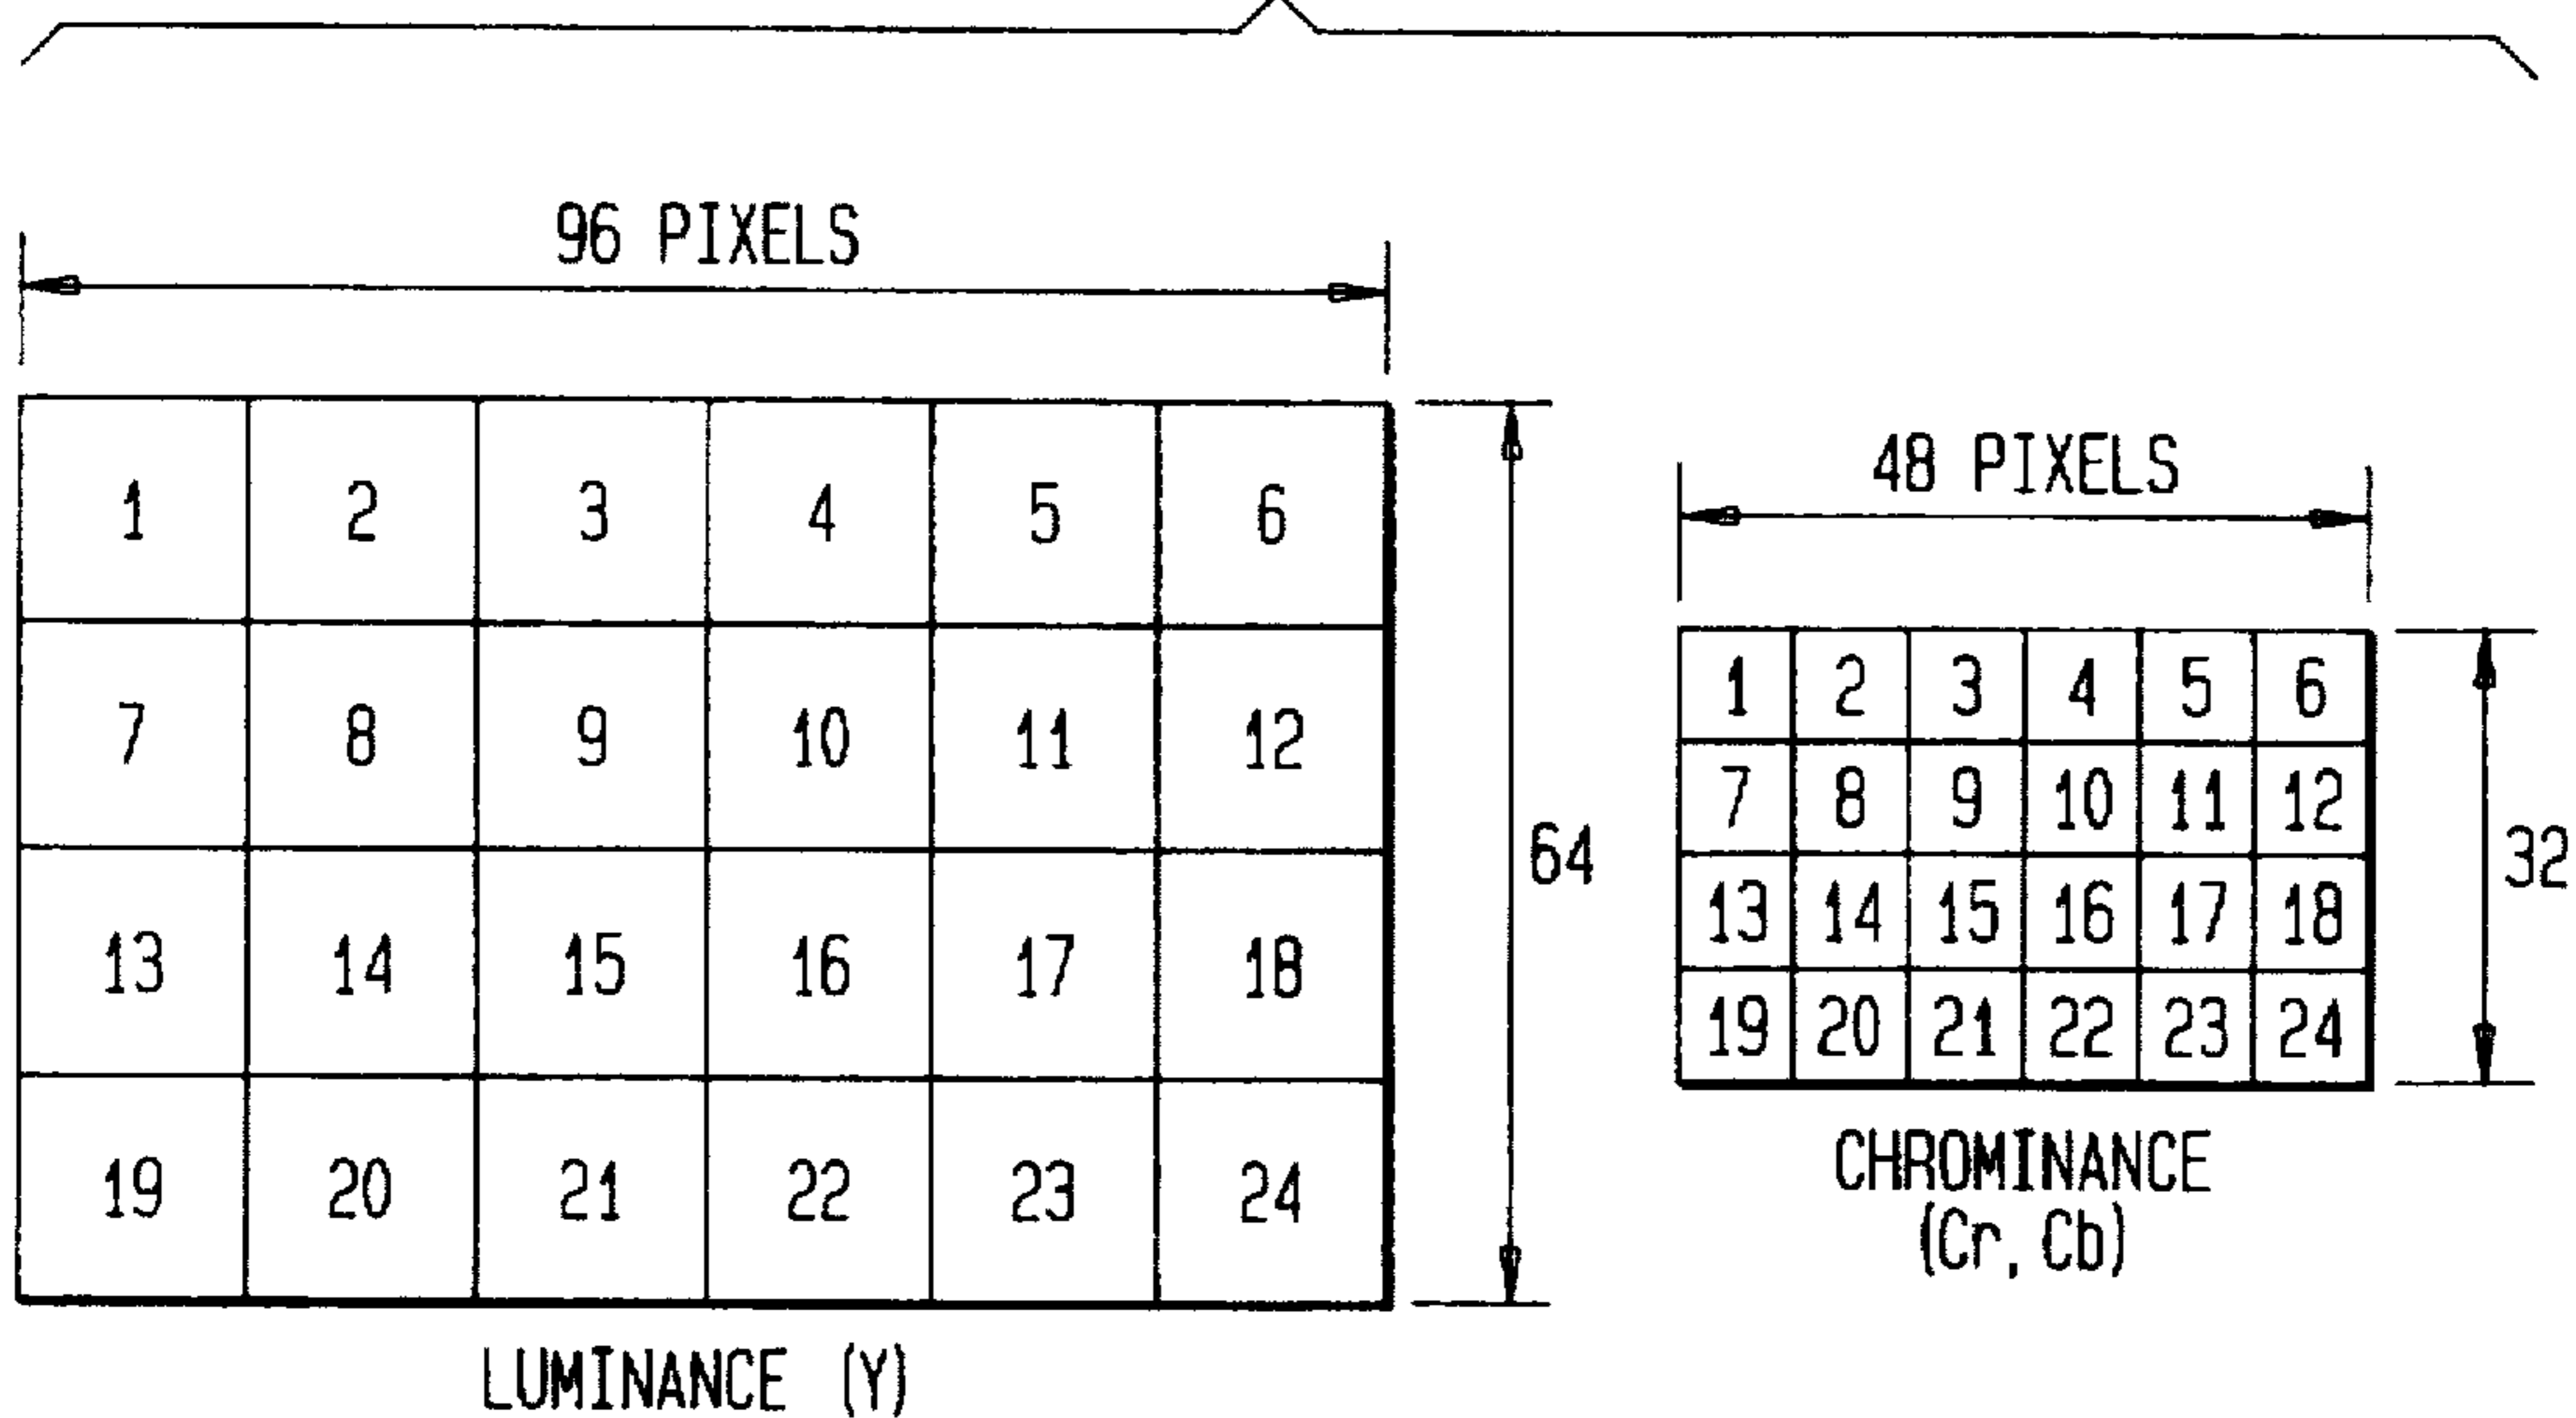 96 PIXELS
1 2 3 4 5 6
7 8 9 10 11 12
13 14 15 16 17 18
19 20 21 22 23 24
64
LUMINANCE (Y)
48 PIXELS
1 2 3 4 5 6
7 8 9 10 11 12
13 14 15 16 17 18
19 20 21 22 23 24
32
CHROMINANCE
(Cr, Cb)